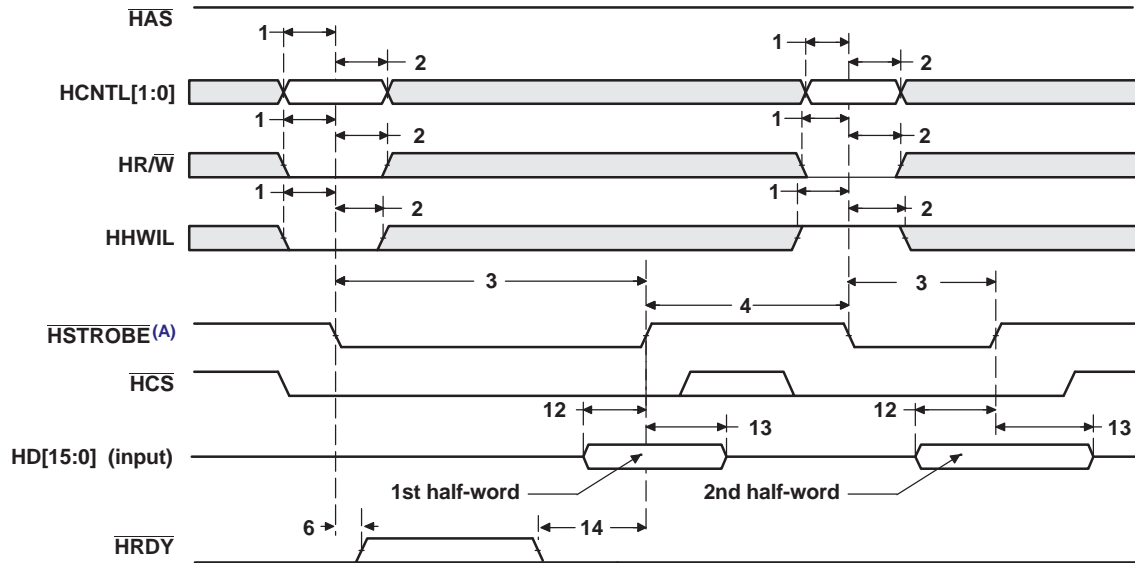 HAS
1
2
1
2
HCNTL[1:0]
1
2
1
2
HR/W
1
2
1
2
HHWIL
3
4
3
HSTROBE(A)
HCS
12
13
12
13
HD[15:0] (input)
1st half-word
2nd half-word
6
14
HRDY